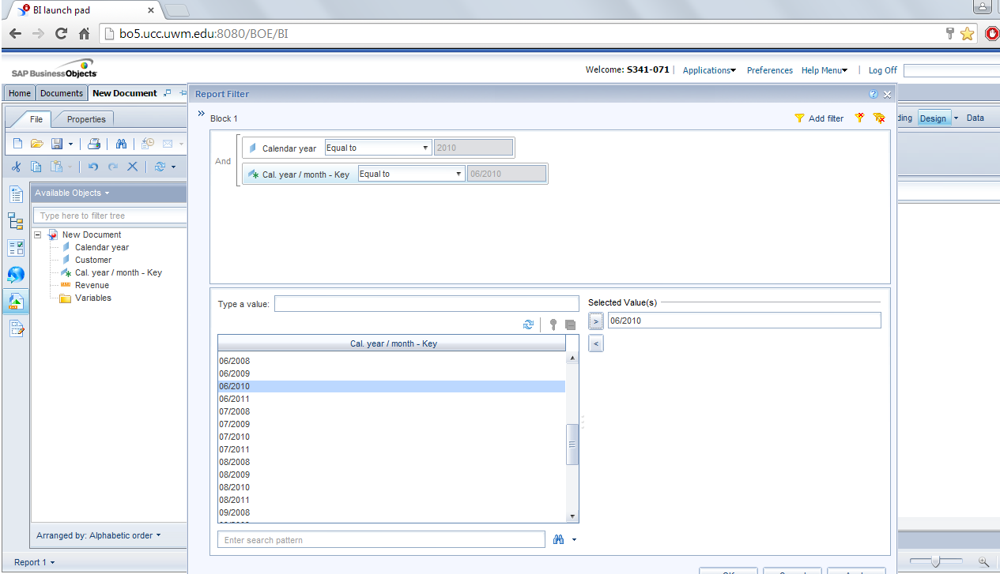 BI launch pad
bo5.ucc.uwm.edu:8080/BOE/BI
SAP BusinessObjects
Welcome: S341-071 | Applications Preferences Help Menu | Log Off
Home Documents New Document
Report Filter
File Properties
Block 1
Add filter
ding Design Data
And
Calendar year Equal to 2010
Cal. year / month - Key Equal to 06/2010
Available Objects
Type here to filter tree
New Document
Calendar year
Customer
Cal. year / month - Key
Revenue
Variables
Arranged by: Alphabetic order
Report 1
Type a value:
Cal. year / month - Key
06/2008
06/2009
06/2010
06/2011
07/2008
07/2009
07/2010
07/2011
08/2008
08/2009
08/2010
08/2011
09/2008
Enter search pattern
Selected Value(s)
> 06/2010
<